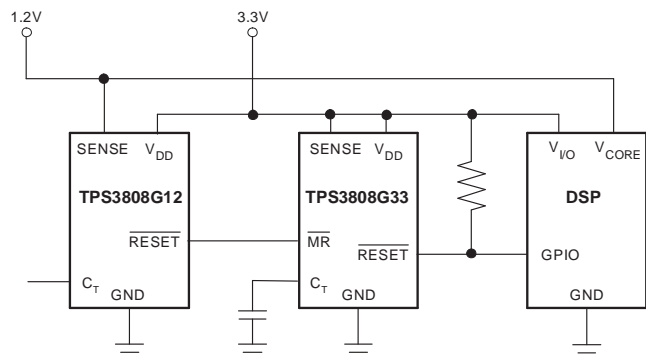 1.2V
3.3V
SENSE VDD
TPS3808G12
RESET
CT
GND
SENSE VDD
TPS3808G33
MR
RESET
CT
GND
VI/O VCORE
DSP
GPIO
GND